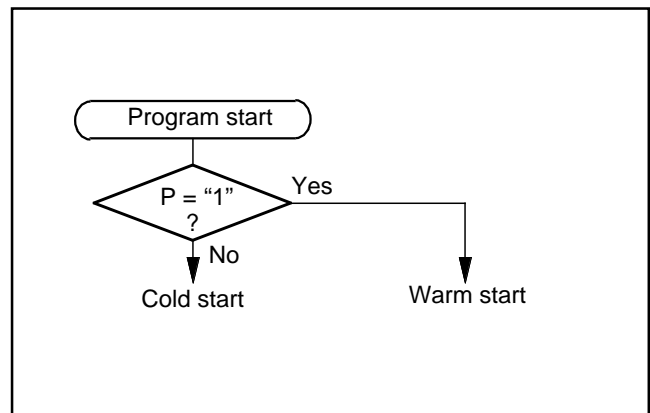 Program start
P = “1”
?
Yes
No
Cold start
Warm start